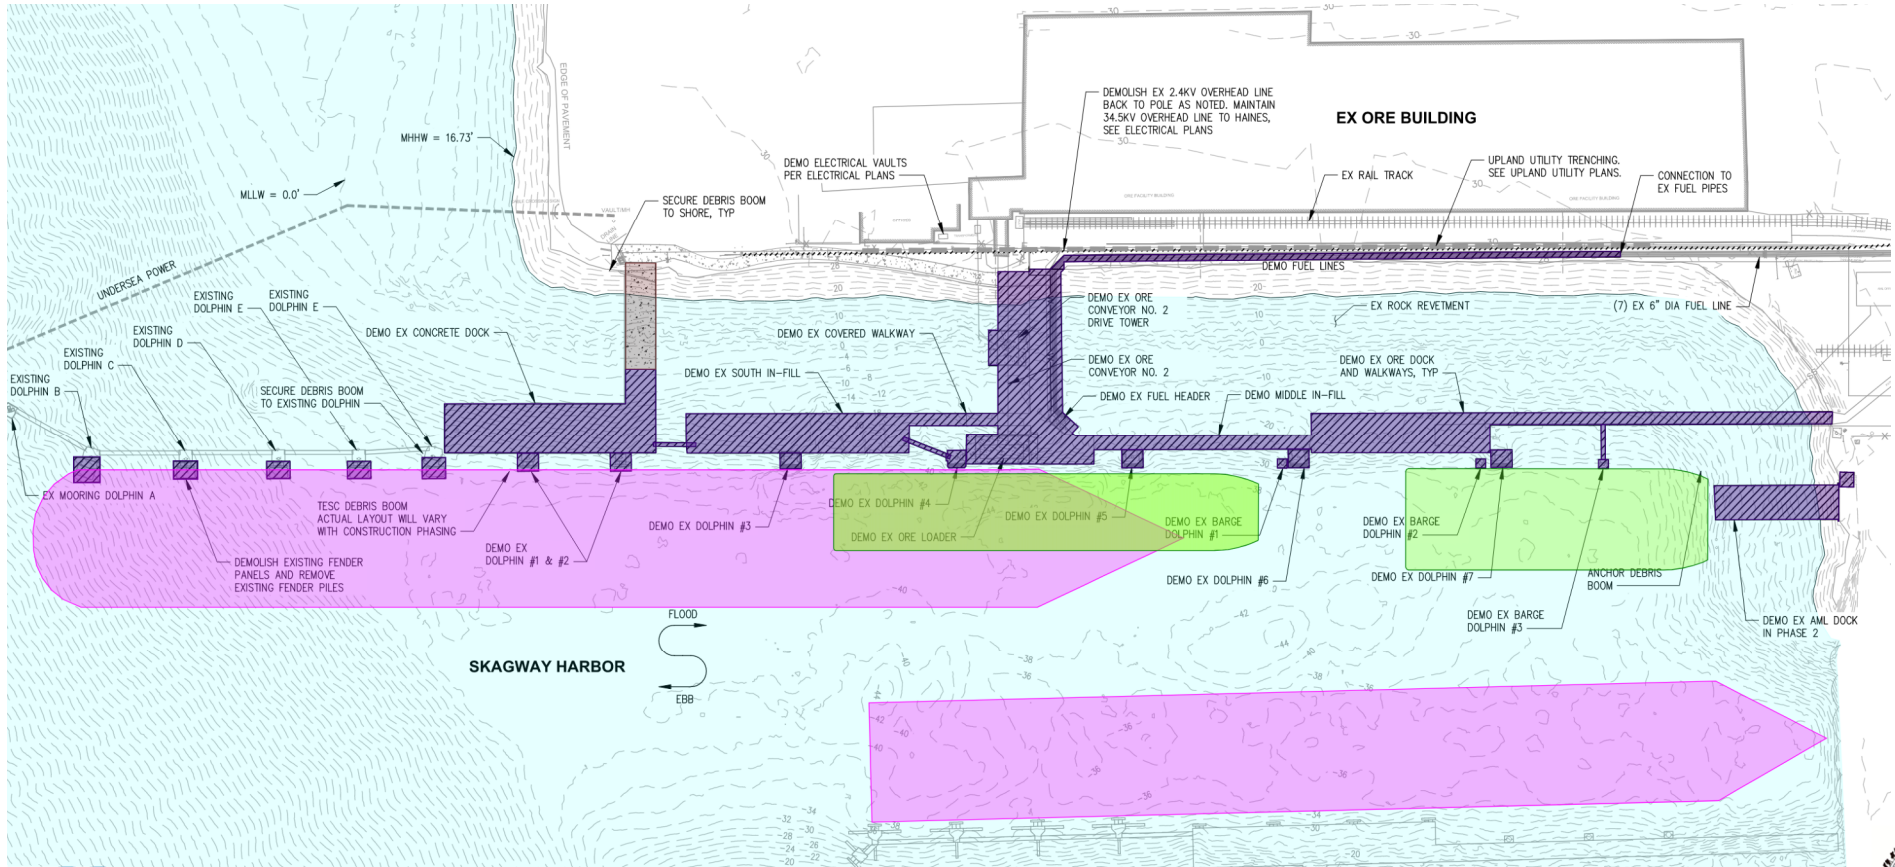 EDGE OF PAVEMENT
MHHW = 16.73'
MLLW = 0.0'
UNDERSEA POWER
SECURE DEBRIS BOOM
TO SHORE, TYP
DEMO ELECTRICAL VAULTS
PER ELECTRICAL PLANS
DEMOLISH EX 2.4KV OVERHEAD LINE
BACK TO POLE AS NOTED. MAINTAIN
34.5KV OVERHEAD LINE TO HAINES,
SEE ELECTRICAL PLANS
EX ORE BUILDING
EX RAIL TRACK
UPLAND UTILITY TRENCHING.
SEE UPLAND UTILITY PLANS.
CONNECTION TO
EX FUEL PIPES
ORE FACILITY BUILDING
ORE FACILITY BUILDING
DEMO FUEL LINES
EX ROCK REVETMENT
(7) EX 6" DIA FUEL LINE
EXISTING
DOLPHIN B
EXISTING
DOLPHIN C
EXISTING
DOLPHIN D
EXISTING
DOLPHIN E
EXISTING
DOLPHIN E
SECURE DEBRIS BOOM
TO EXISTING DOLPHIN
DEMO EX CONCRETE DOCK
DEMO EX SOUTH IN-FILL
DEMO EX COVERED WALKWAY
DEMO EX ORE
CONVEYOR NO. 2
DRIVE TOWER
DEMO EX ORE
CONVEYOR NO. 2
DEMO EX FUEL HEADER
DEMO MIDDLE IN-FILL
DEMO EX ORE DOCK
AND WALKWAYS, TYP
EX MOORING DOLPHIN A
DEMOLISH EXISTING FENDER
PANELS AND REMOVE
EXISTING FENDER PILES
TESC DEBRIS BOOM
ACTUAL LAYOUT WILL VARY
WITH CONSTRUCTION PHASING
DEMO EX
DOLPHIN #1 & #2
DEMO EX DOLPHIN #3
DEMO EX DOLPHIN #4
DEMO EX ORE LOADER
DEMO EX DOLPHIN #5
DEMO EX BARGE
DOLPHIN #1
DEMO EX DOLPHIN #6
DEMO EX BARGE
DOLPHIN #2
DEMO EX DOLPHIN #7
DEMO EX BARGE
DOLPHIN #3
ANCHOR DEBRIS
BOOM
DEMO EX AML DOCK
IN PHASE 2
FLOOD
EBB
SKAGWAY HARBOR